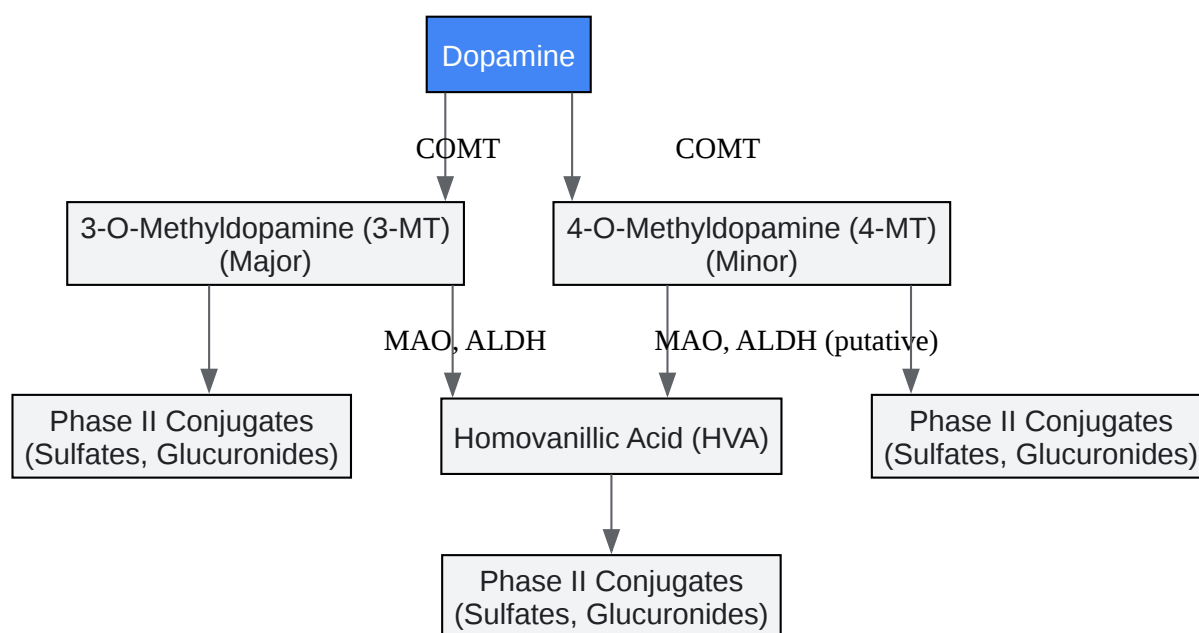 Dopamine
COMT
COMT
3-O-Methyldopamine (3-MT)
(Major)
4-O-Methyldopamine (4-MT)
(Minor)
MAO, ALDH
MAO, ALDH (putative)
Phase II Conjugates
(Sulfates, Glucuronides)
Homovanillic Acid (HVA)
Phase II Conjugates
(Sulfates, Glucuronides)
Phase II Conjugates
(Sulfates, Glucuronides)